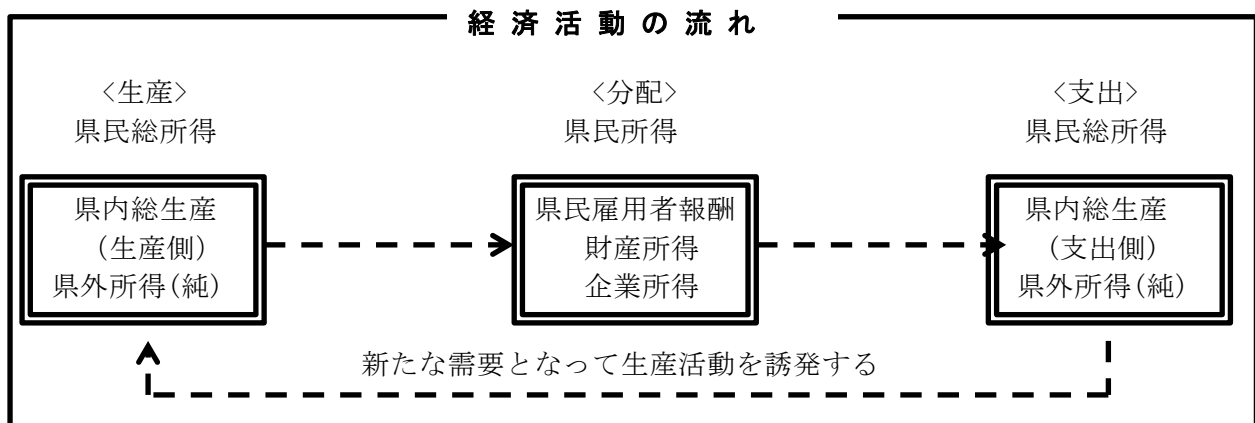 経済活動の流れ
<生産>
県民総所得
県内総生産
(生産側)
県外所得(純)
<分配>
県民所得
県民雇用者報酬
財産所得
企業所得
<支出>
県民総所得
県内総生産
(支出側)
県外所得(純)
新たな需要となって生産活動を誘発する